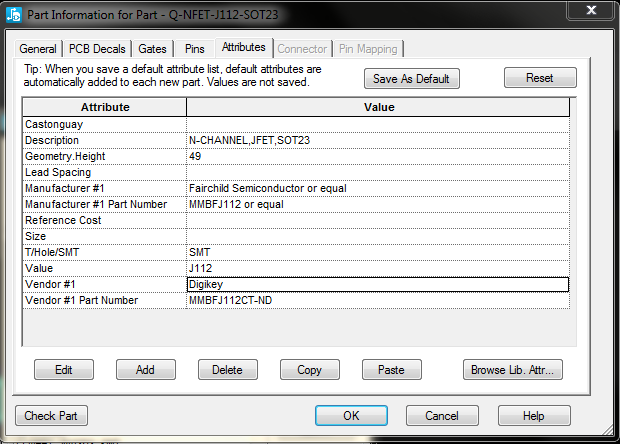 Part Information for Part - Q-NFET-J112-SOT23
General PCB Decals Gates Pins Attributes Connector Pin Mapping
Tip: When you save a default attribute list, default attributes are
automatically added to each new part. Values are not saved.
Save As Default Reset
Attribute Value
Castonguay
Description N-CHANNEL,JFET,SOT23
Geometry.Height 49
Lead Spacing
Manufacturer #1 Fairchild Semiconductor or equal
Manufacturer #1 Part Number MMBFJ112 or equal
Reference Cost
Size
T/Hole/SMT SMT
Value J112
Vendor #1 Digikey
Vendor #1 Part Number MMBFJ112CT-ND
Edit Add Delete Copy Paste Browse Lib. Attr...
Check Part OK Cancel Help